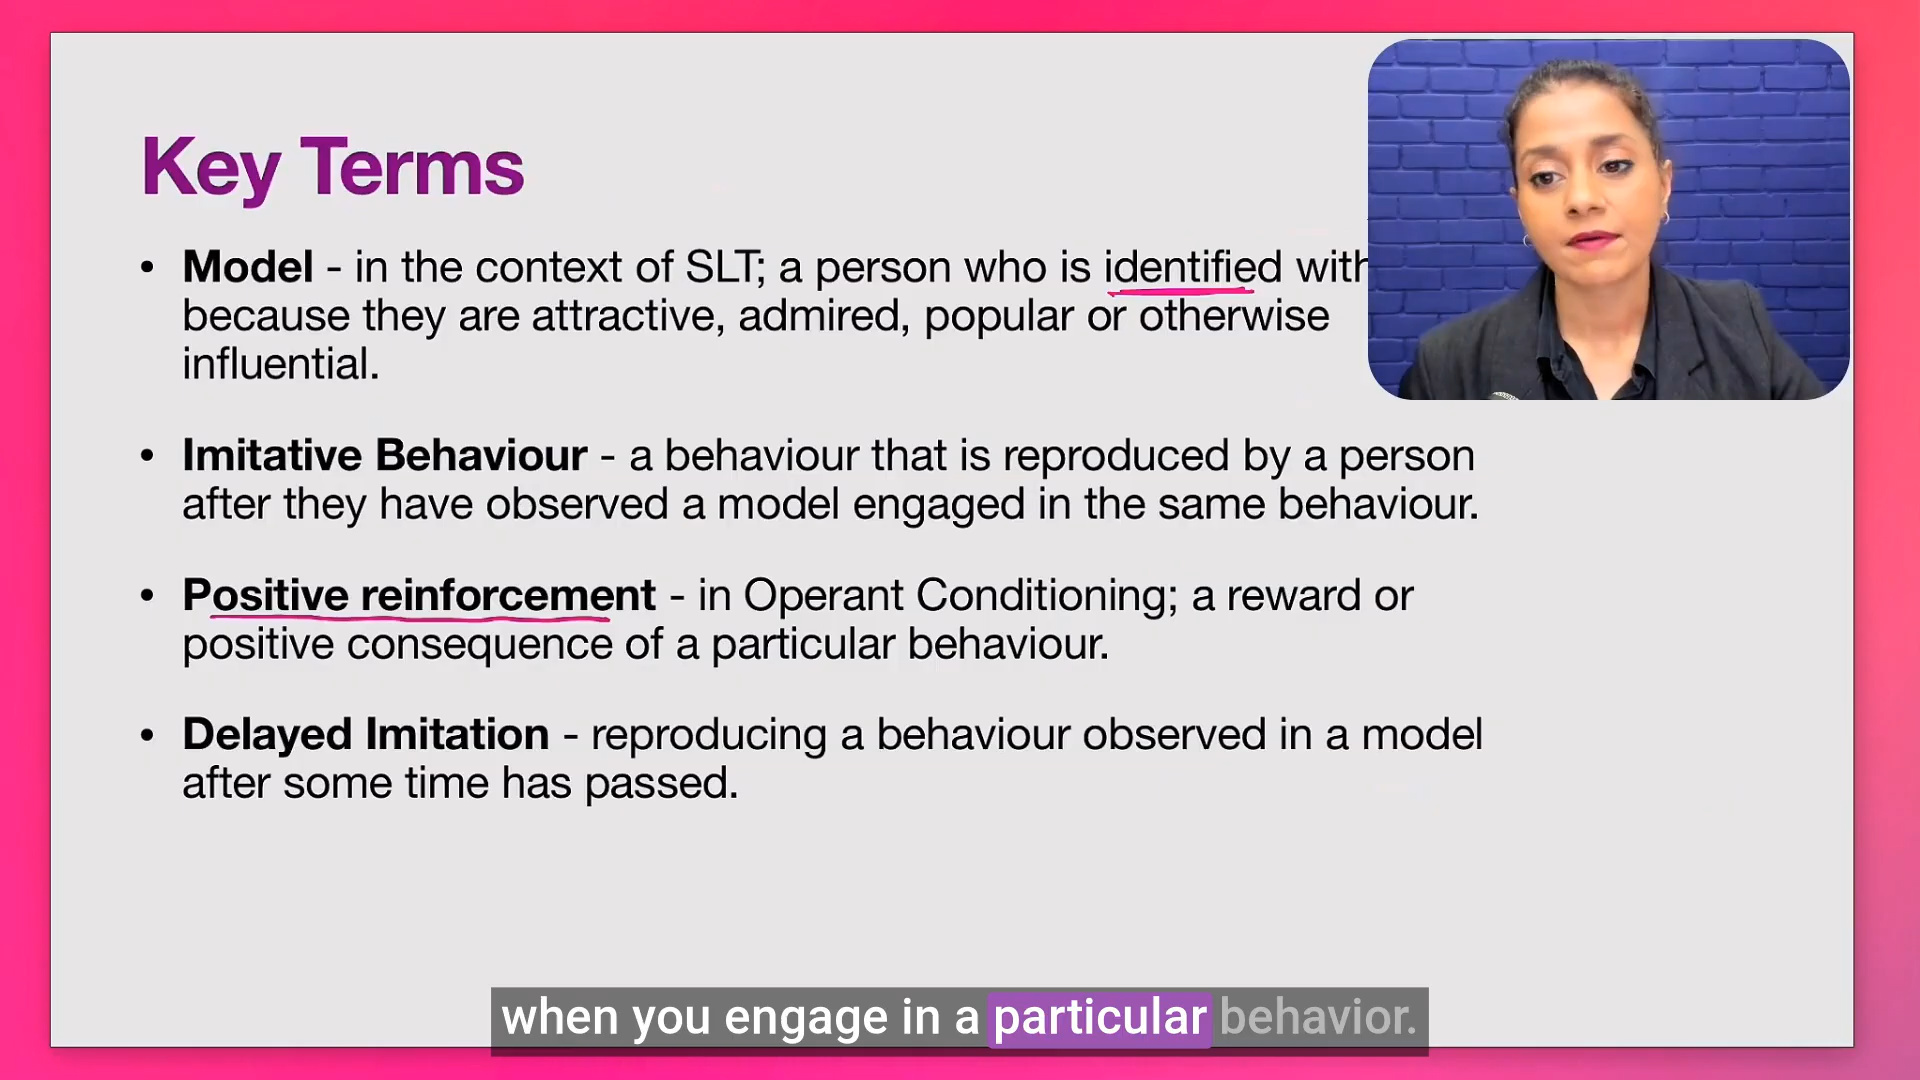 Key Terms
• Model - in the context of SLT; a person who is identified with
because they are attractive, admired, popular or otherwise
influential.
• Imitative Behaviour - a behaviour that is reproduced by a person
after they have observed a model engaged in the same behaviour.
• Positive reinforcement - in Operant Conditioning; a reward or
positive consequence of a particular behaviour.
• Delayed Imitation - reproducing a behaviour observed in a model
after some time has passed.
when you engage in a particular behavior.